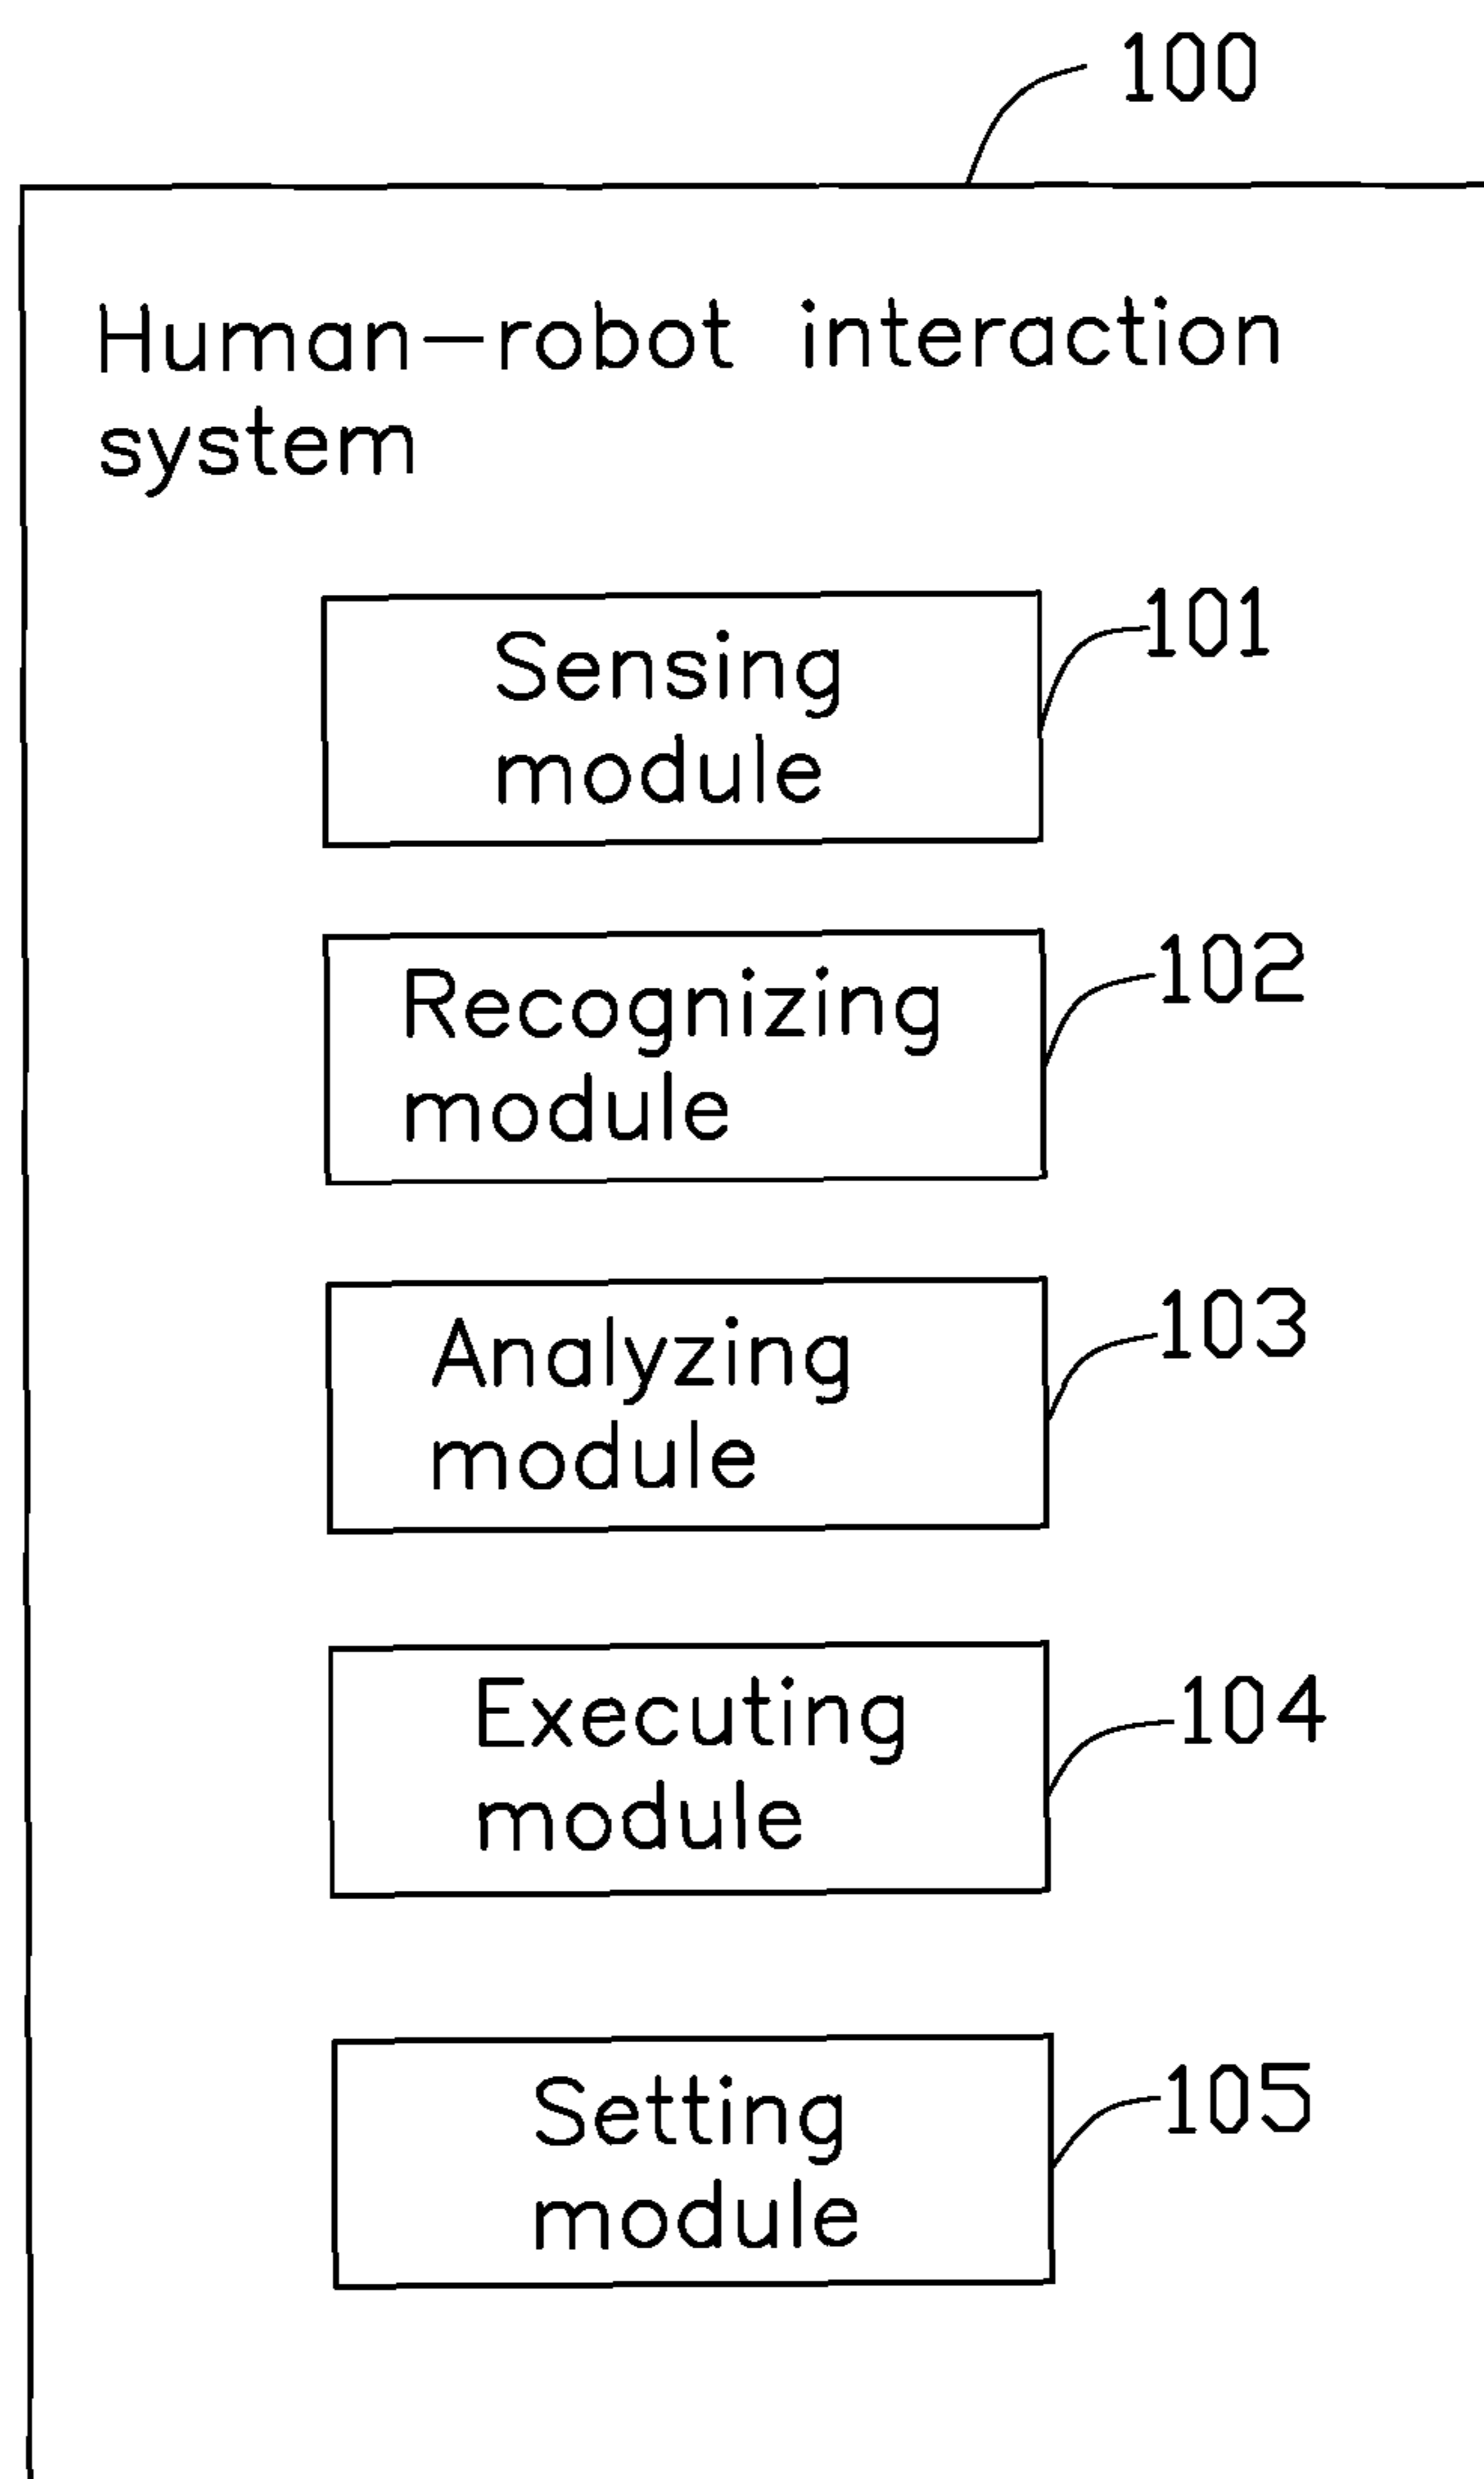 100
Human-robot interaction
system
Sensing
module
101
Recognizing
module
102
Analyzing
module
103
Executing
module
104
Setting
module
105